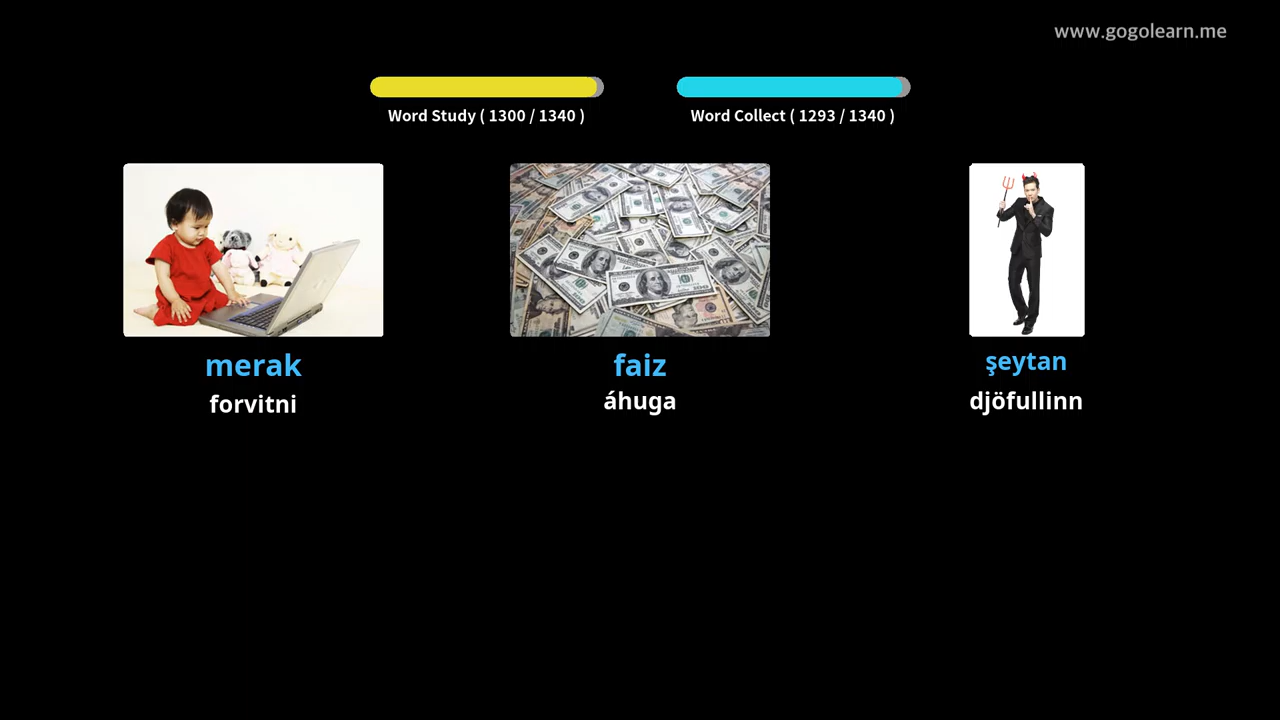 www.gogolearn.me
Word Study ( 1300 / 1340 )
Word Collect ( 1293 / 1340 )
merak
faiz
şeytan
forvitni
áhuga
djöfullinn